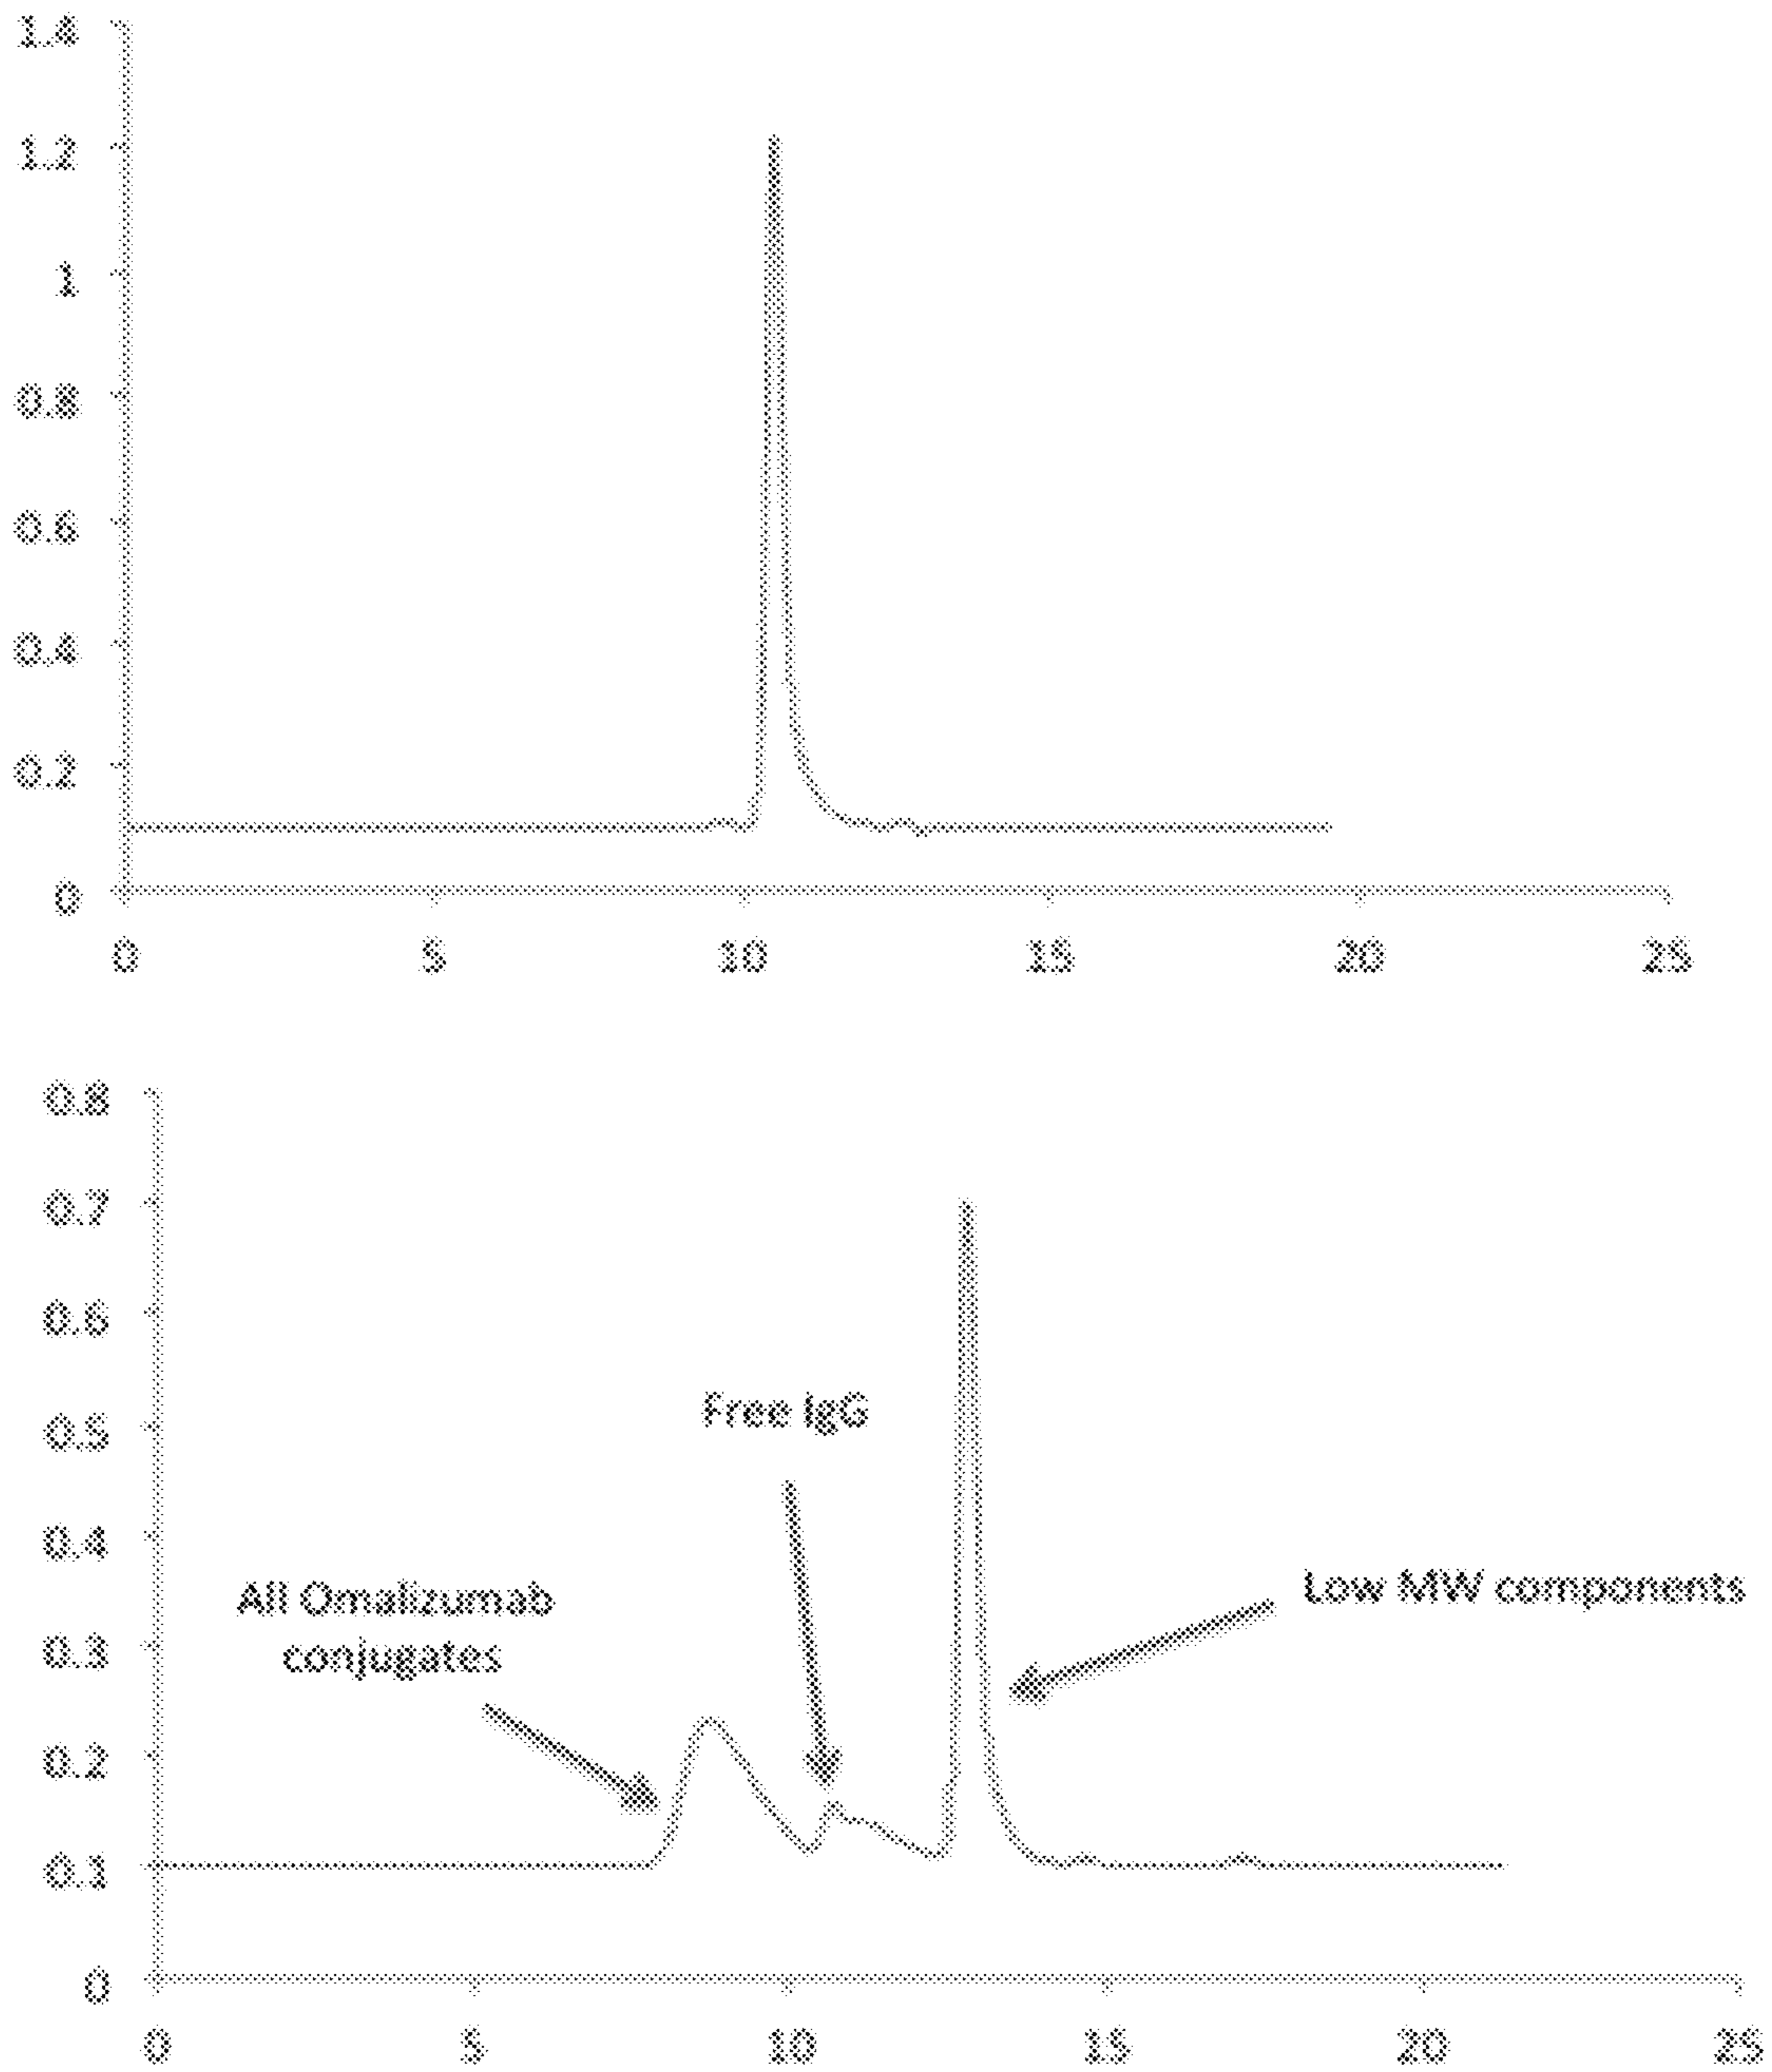 1.4
1.2
1
0.8
0.6
0.4
0.2
0
0 5 10 15 20 25
0.8
0.7
0.6
0.5
0.4
0.3
0.2
0.1
0
Free IgG
All Omalizumab
conjugates
Low MW components
0 5 10 15 20 25